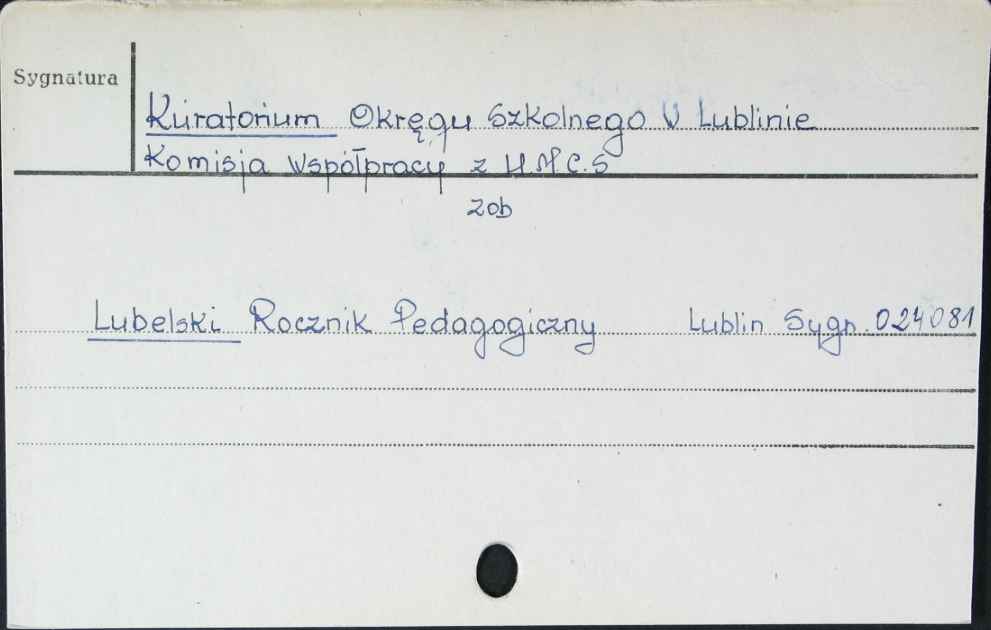 Sygnatura
Kuratorium Okręgu Szkolnego w Lublinie
Komisja Współpracy z U.M.C.S
zob
Lubelski Rocznik Pedagogiczny Lublin Sygn. 024081